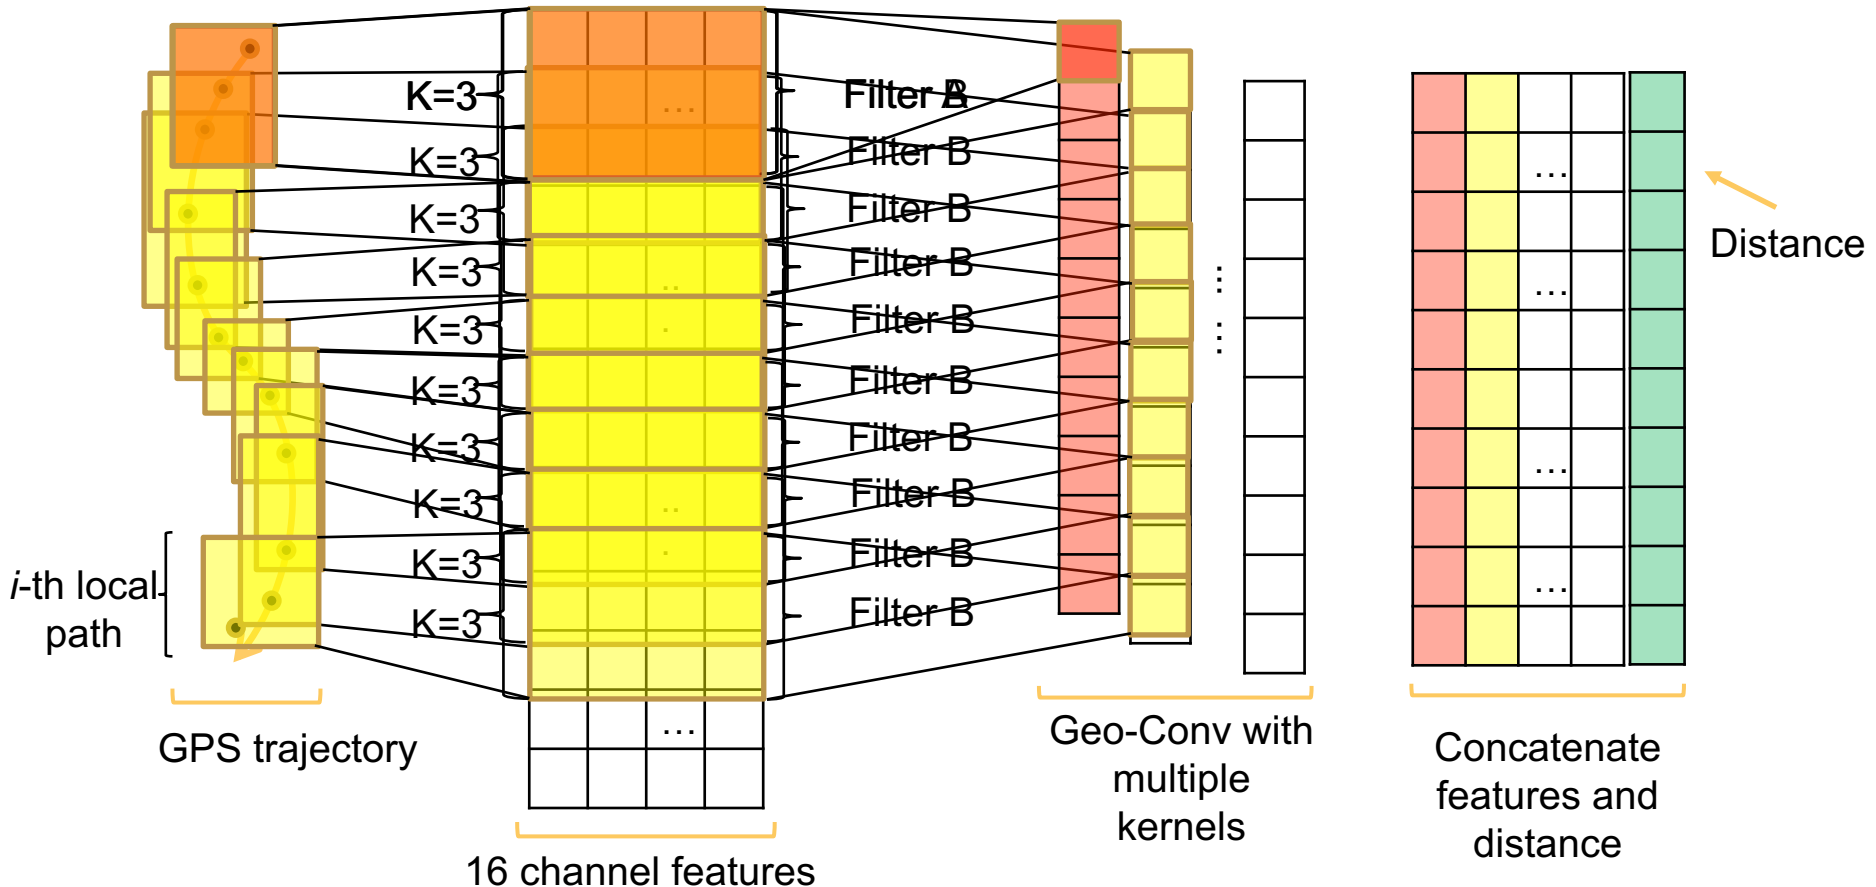 K=3
Filter A
Filter B
K=3
Filter B
K=3
Filter B
K=3
Filter B
K=3
Filter B
K=3
Filter B
K=3
Filter B
K=3
Filter B
K=3
Filter B
K=3
Filter B
...
..
.
..
.
...
...
...
...
...
...
...
Distance
i-th local
path
GPS trajectory
16 channel features
Geo-Conv with
multiple
kernels
Concatenate
features and
distance